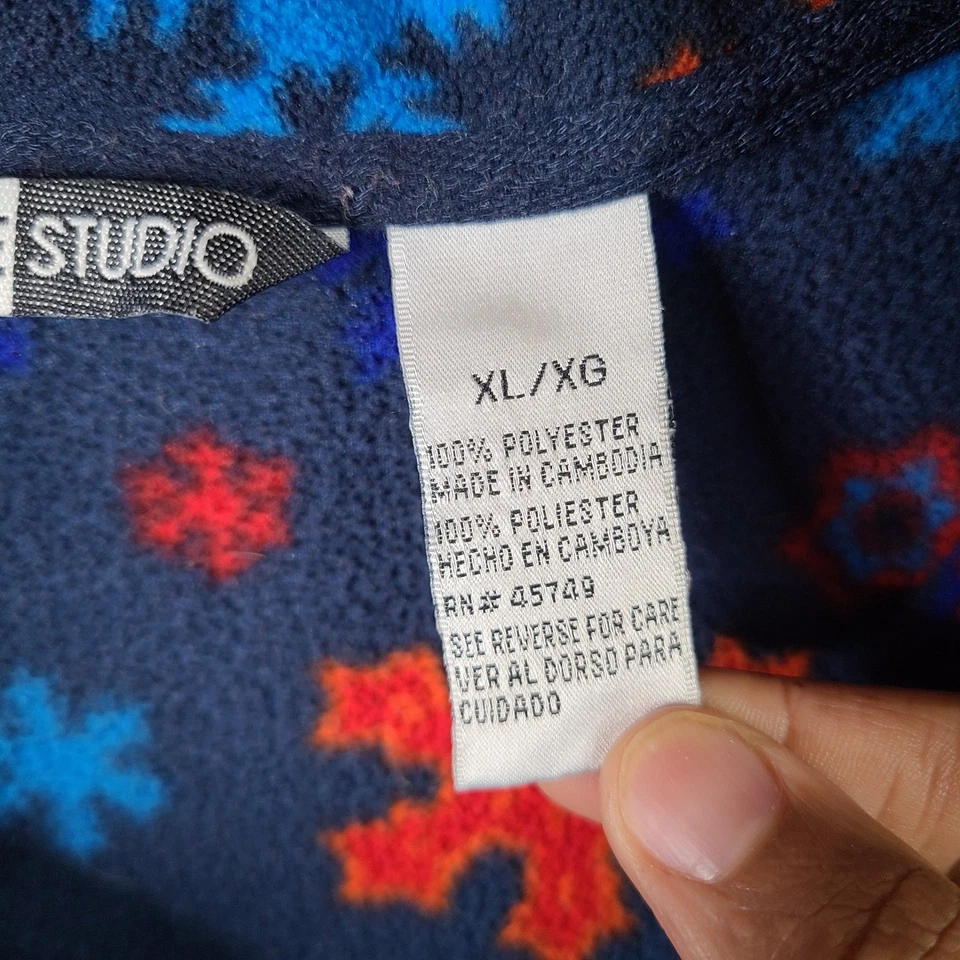 STUDIO
XL/XG
100% POLYESTER
MADE IN CAMBODIA
100% POLIESTER
HECHO EN CAMBOYA
RN# 45749
SEE REVERSE FOR CARE
VER AL DORSO PARA
CUIDADO